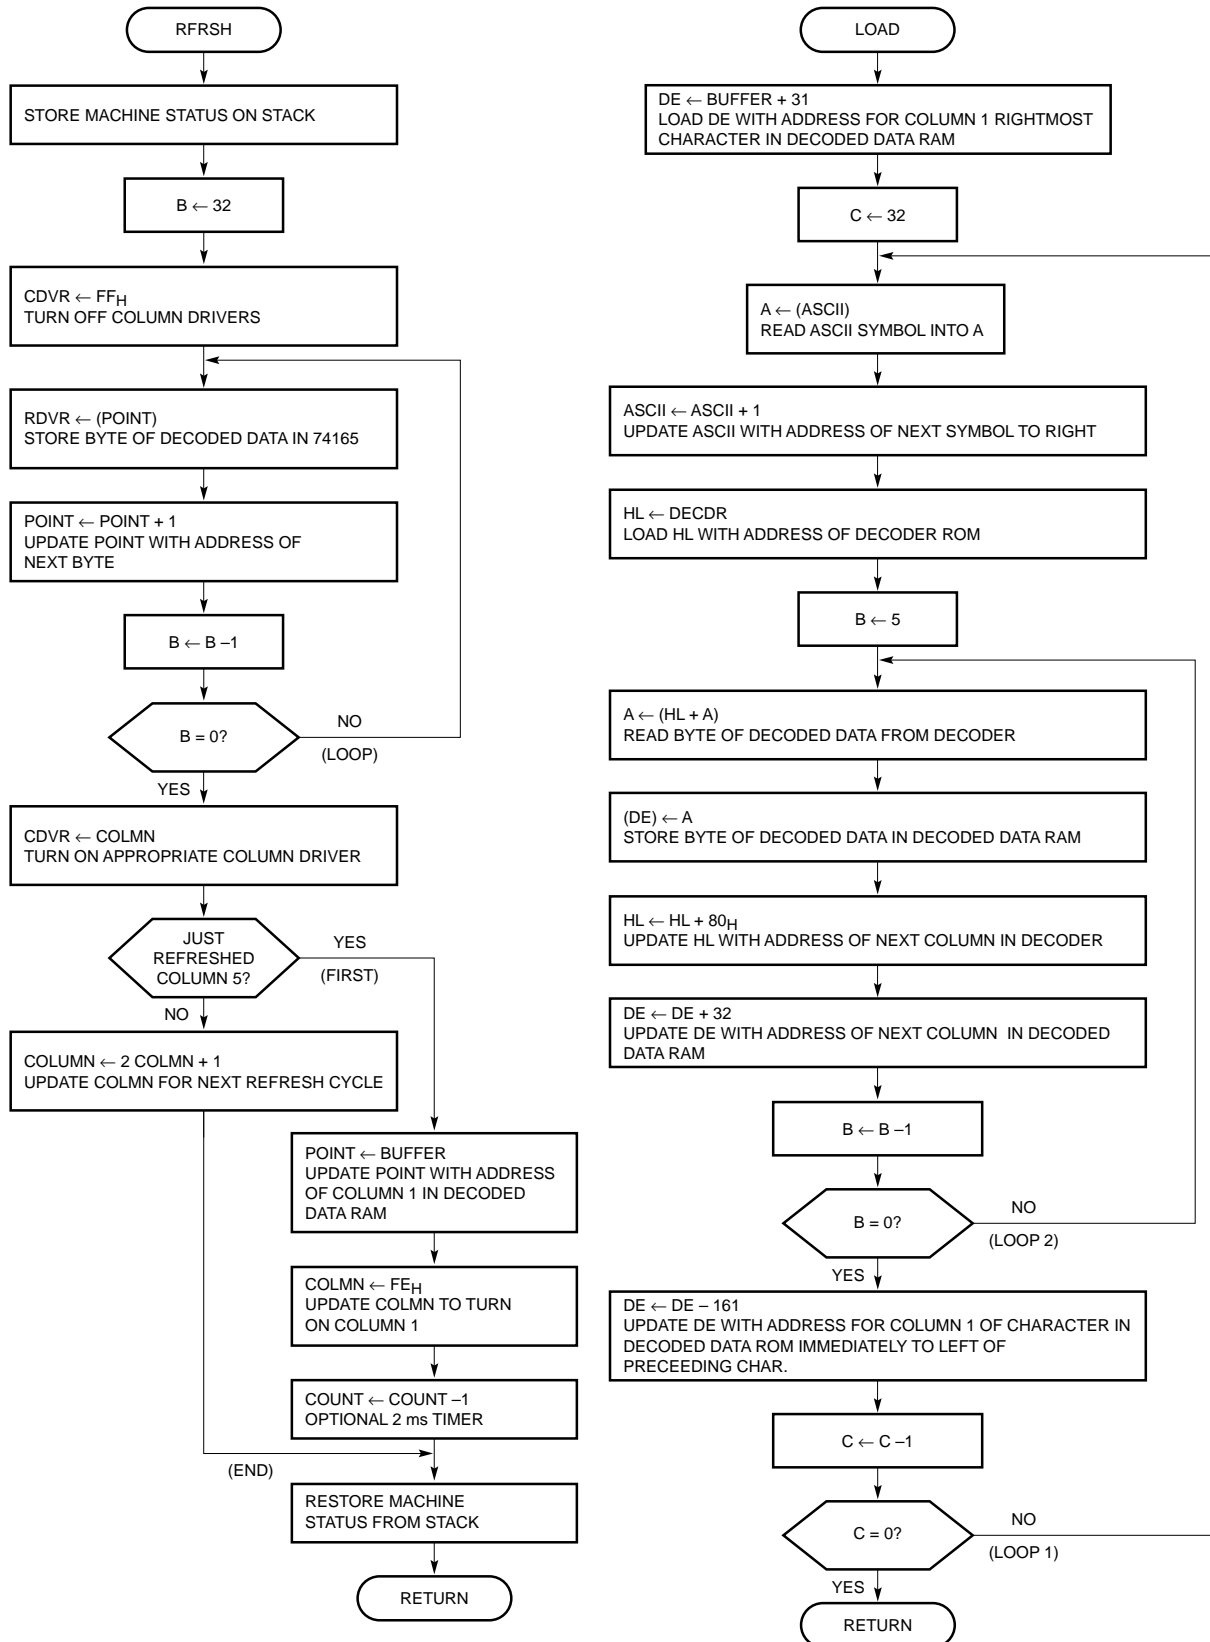 RFRSH
STORE MACHINE STATUS ON STACK
B ← 32
CDVR ← FFH
TURN OFF COLUMN DRIVERS
RDVR ← (POINT)
STORE BYTE OF DECODED DATA IN 74165
POINT ← POINT + 1
UPDATE POINT WITH ADDRESS OF
NEXT BYTE
B ← B –1
B = 0?
NO
(LOOP)
YES
CDVR ← COLMN
TURN ON APPROPRIATE COLUMN DRIVER
JUST
REFRESHED
COLUMN 5?
YES
(FIRST)
NO
COLUMN ← 2 COLMN + 1
UPDATE COLMN FOR NEXT REFRESH CYCLE
POINT ← BUFFER
UPDATE POINT WITH ADDRESS
OF COLUMN 1 IN DECODED
DATA RAM
COLMN ← FEH
UPDATE COLMN TO TURN
ON COLUMN 1
COUNT ← COUNT –1
OPTIONAL 2 ms TIMER
(END)
RESTORE MACHINE
STATUS FROM STACK
RETURN
LOAD
DE ← BUFFER + 31
LOAD DE WITH ADDRESS FOR COLUMN 1 RIGHTMOST
CHARACTER IN DECODED DATA RAM
C ← 32
A ← (ASCII)
READ ASCII SYMBOL INTO A
ASCII ← ASCII + 1
UPDATE ASCII WITH ADDRESS OF NEXT SYMBOL TO RIGHT
HL ← DECDR
LOAD HL WITH ADDRESS OF DECODER ROM
B ← 5
A ← (HL + A)
READ BYTE OF DECODED DATA FROM DECODER
(DE) ← A
STORE BYTE OF DECODED DATA IN DECODED DATA RAM
HL ← HL + 80H
UPDATE HL WITH ADDRESS OF NEXT COLUMN IN DECODER
DE ← DE + 32
UPDATE DE WITH ADDRESS OF NEXT COLUMN IN DECODED
DATA RAM
B ← B –1
B = 0?
NO
(LOOP 2)
YES
DE ← DE – 161
UPDATE DE WITH ADDRESS FOR COLUMN 1 OF CHARACTER IN
DECODED DATA ROM IMMEDIATELY TO LEFT OF
PRECEEDING CHAR.
C ← C –1
C = 0?
NO
(LOOP 1)
YES
RETURN